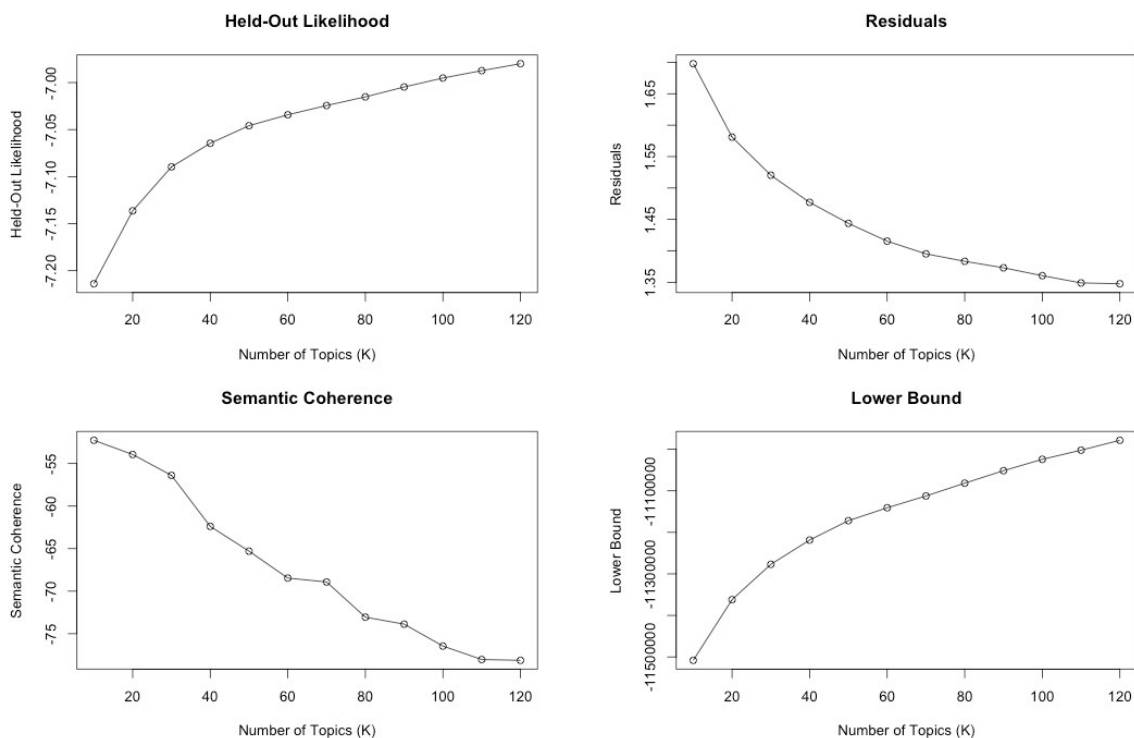 Held-Out Likelihood
Held-Out Likelihood
-7.00
-7.05
-7.10
-7.15
-7.20
20 40 60 80 100 120
Number of Topics (K)
Residuals
Residuals
1.65
1.55
1.45
1.35
20 40 60 80 100 120
Number of Topics (K)
Semantic Coherence
Semantic Coherence
-55
-60
-65
-70
-75
20 40 60 80 100 120
Number of Topics (K)
Lower Bound
Lower Bound
-11100000
-11300000
-11500000
20 40 60 80 100 120
Number of Topics (K)